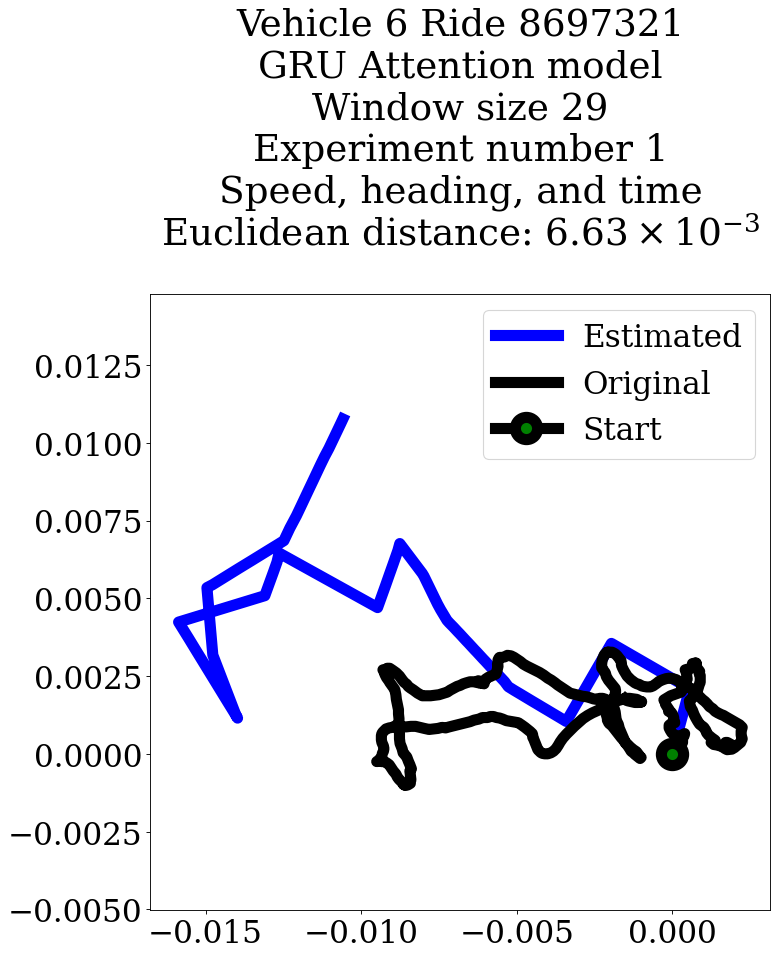 Vehicle 6 Ride 8697321
GRU Attention model
Window size 29
Experiment number 1
Speed, heading, and time
Euclidean distance: 6.63 × 10⁻³
Estimated
Original
Start
0.0125
0.0100
0.0075
0.0050
0.0025
0.0000
−0.0025
−0.0050
−0.015 −0.010 −0.005 0.000